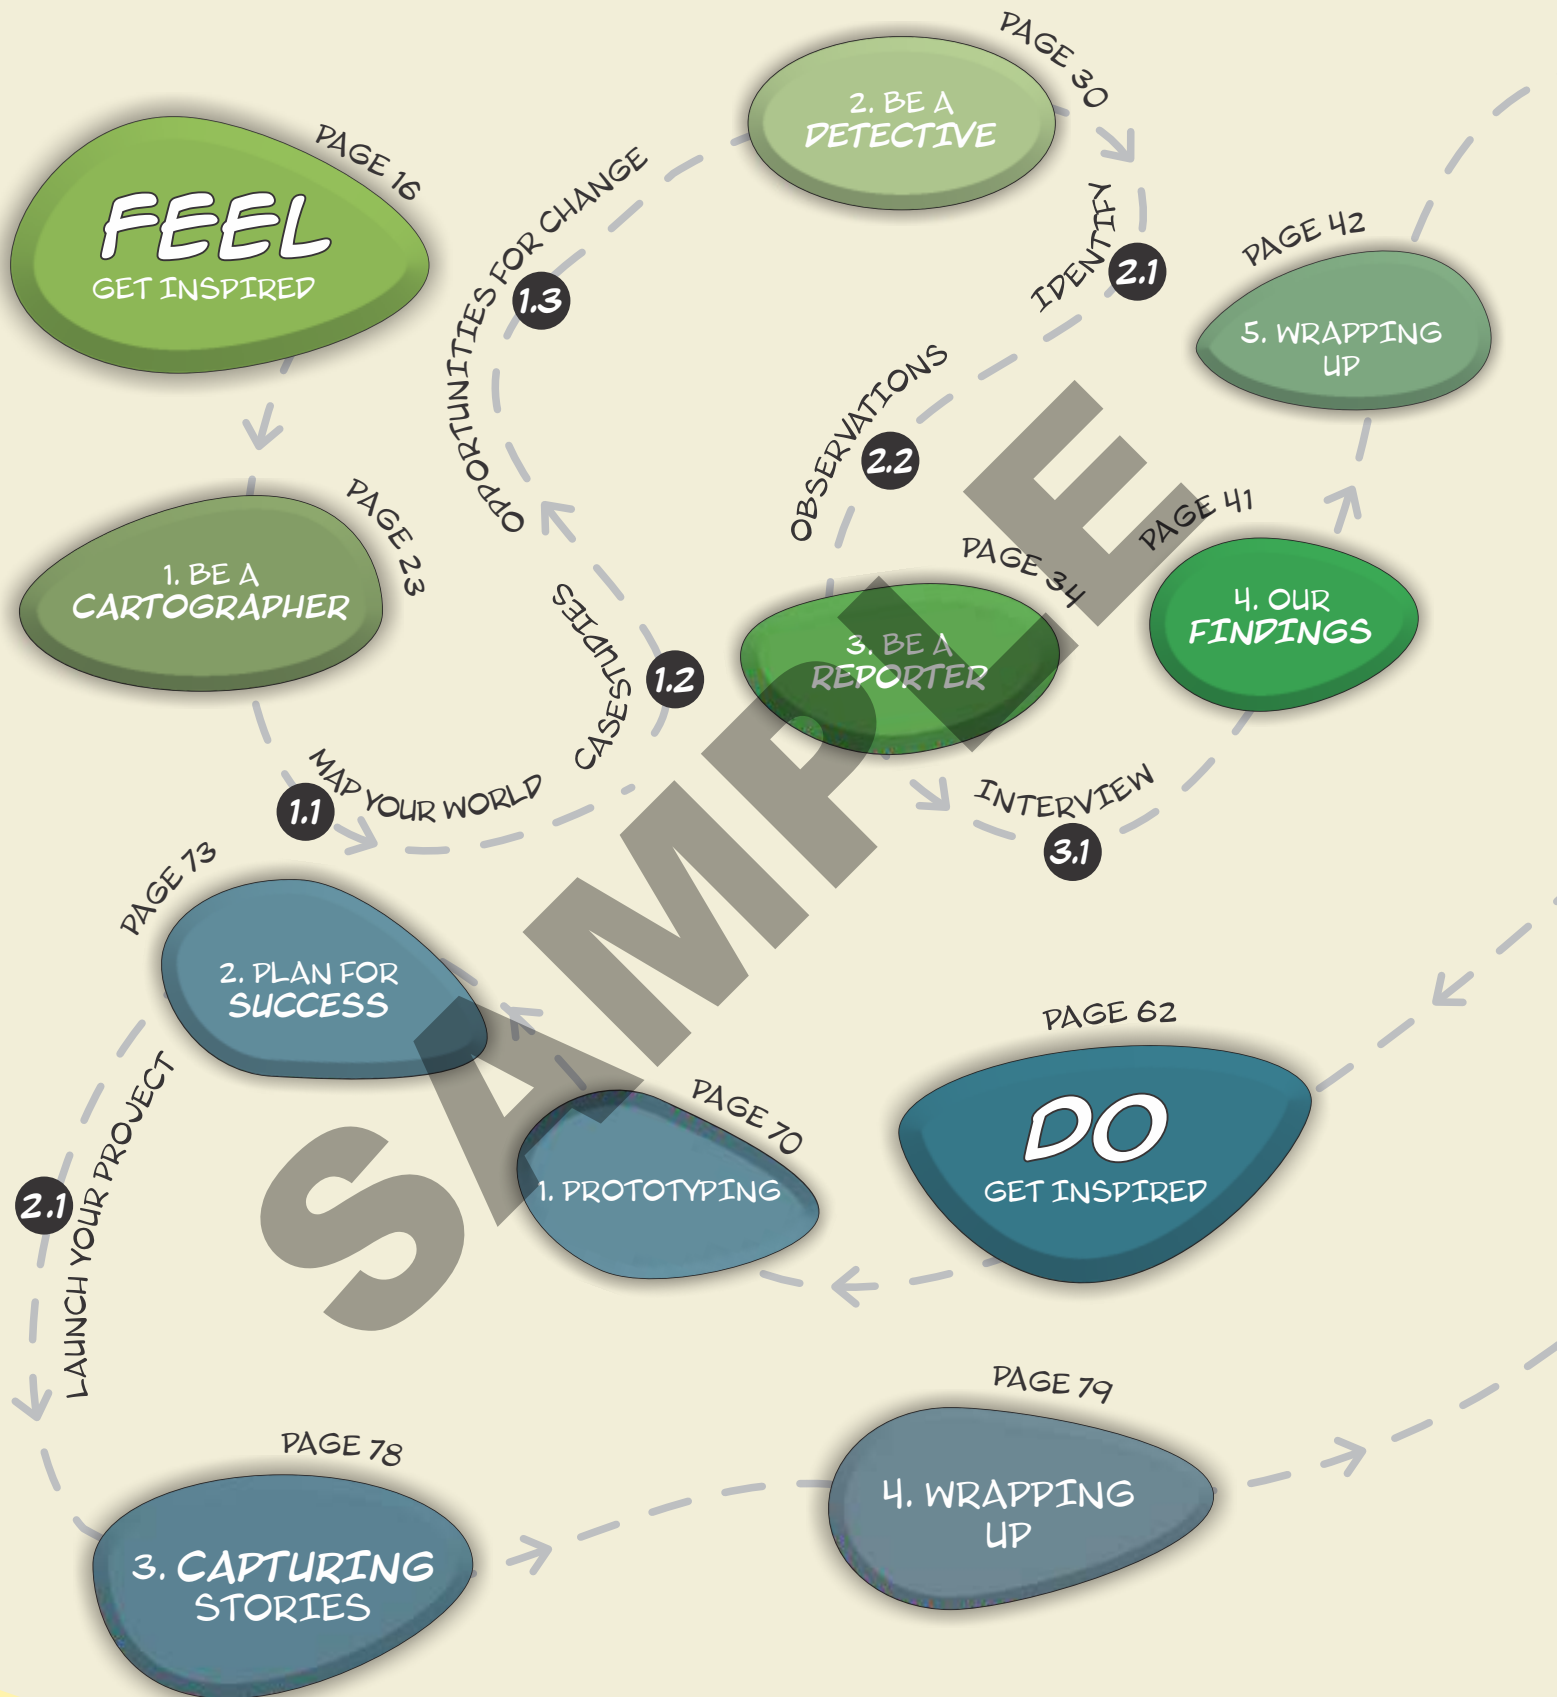 PAGE 16
FEEL
GET INSPIRED
PAGE 23
1. BE A
CARTOGRAPHER
1.1
MAP YOUR WORLD
1.2
CASESTUDIES
1.3
OPPORTUNITIES FOR CHANGE
PAGE 30
2. BE A
DETECTIVE
2.1
IDENTIFY
2.2
OBSERVATIONS
PAGE 34
3. BE A
REPORTER
3.1
INTERVIEW
PAGE 41
4. OUR
FINDINGS
PAGE 42
5. WRAPPING
UP
SAMPLE
PAGE 62
DO
GET INSPIRED
PAGE 70
1. PROTOTYPING
PAGE 73
2. PLAN FOR
SUCCESS
2.1
LAUNCH YOUR PROJECT
PAGE 78
3. CAPTURING
STORIES
PAGE 79
4. WRAPPING
UP